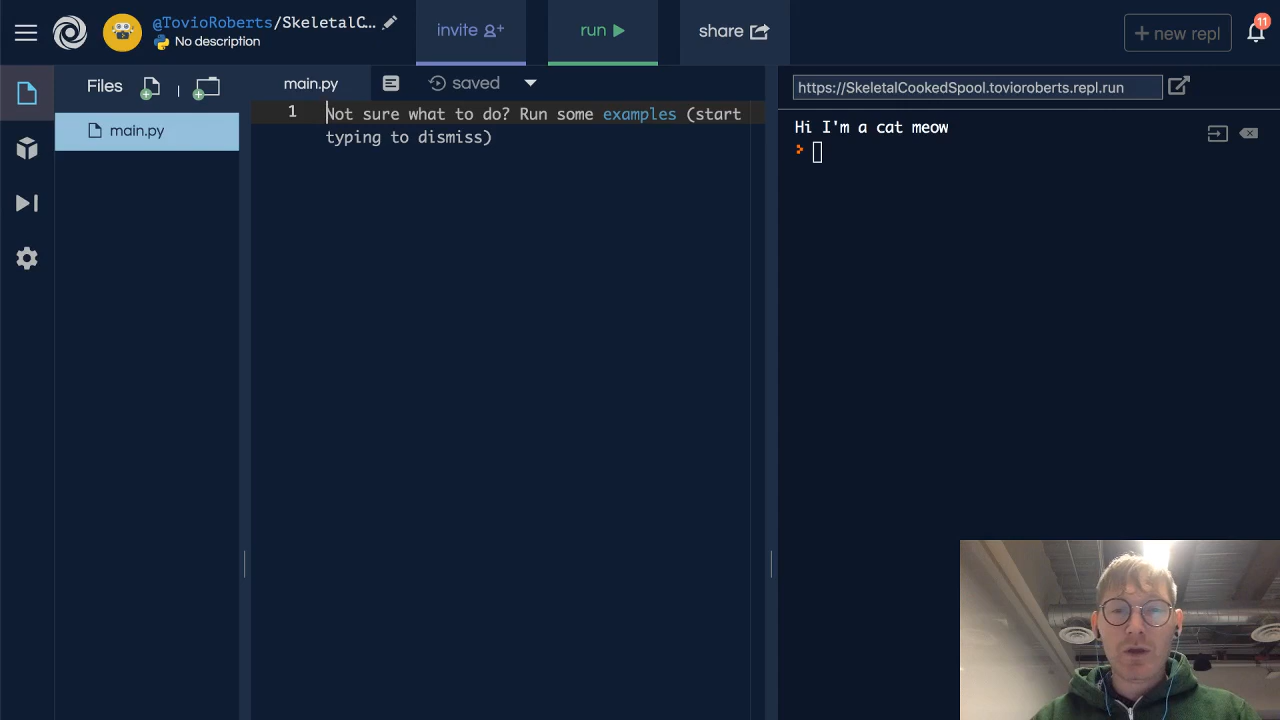 @TovioRoberts/SkeletalC...
No description
invite
run
share
+ new repl
11
Files
main.py
main.py
saved
1
Not sure what to do? Run some examples (start
typing to dismiss)
https://SkeletalCookedSpool.tovioroberts.repl.run
Hi I'm a cat meow